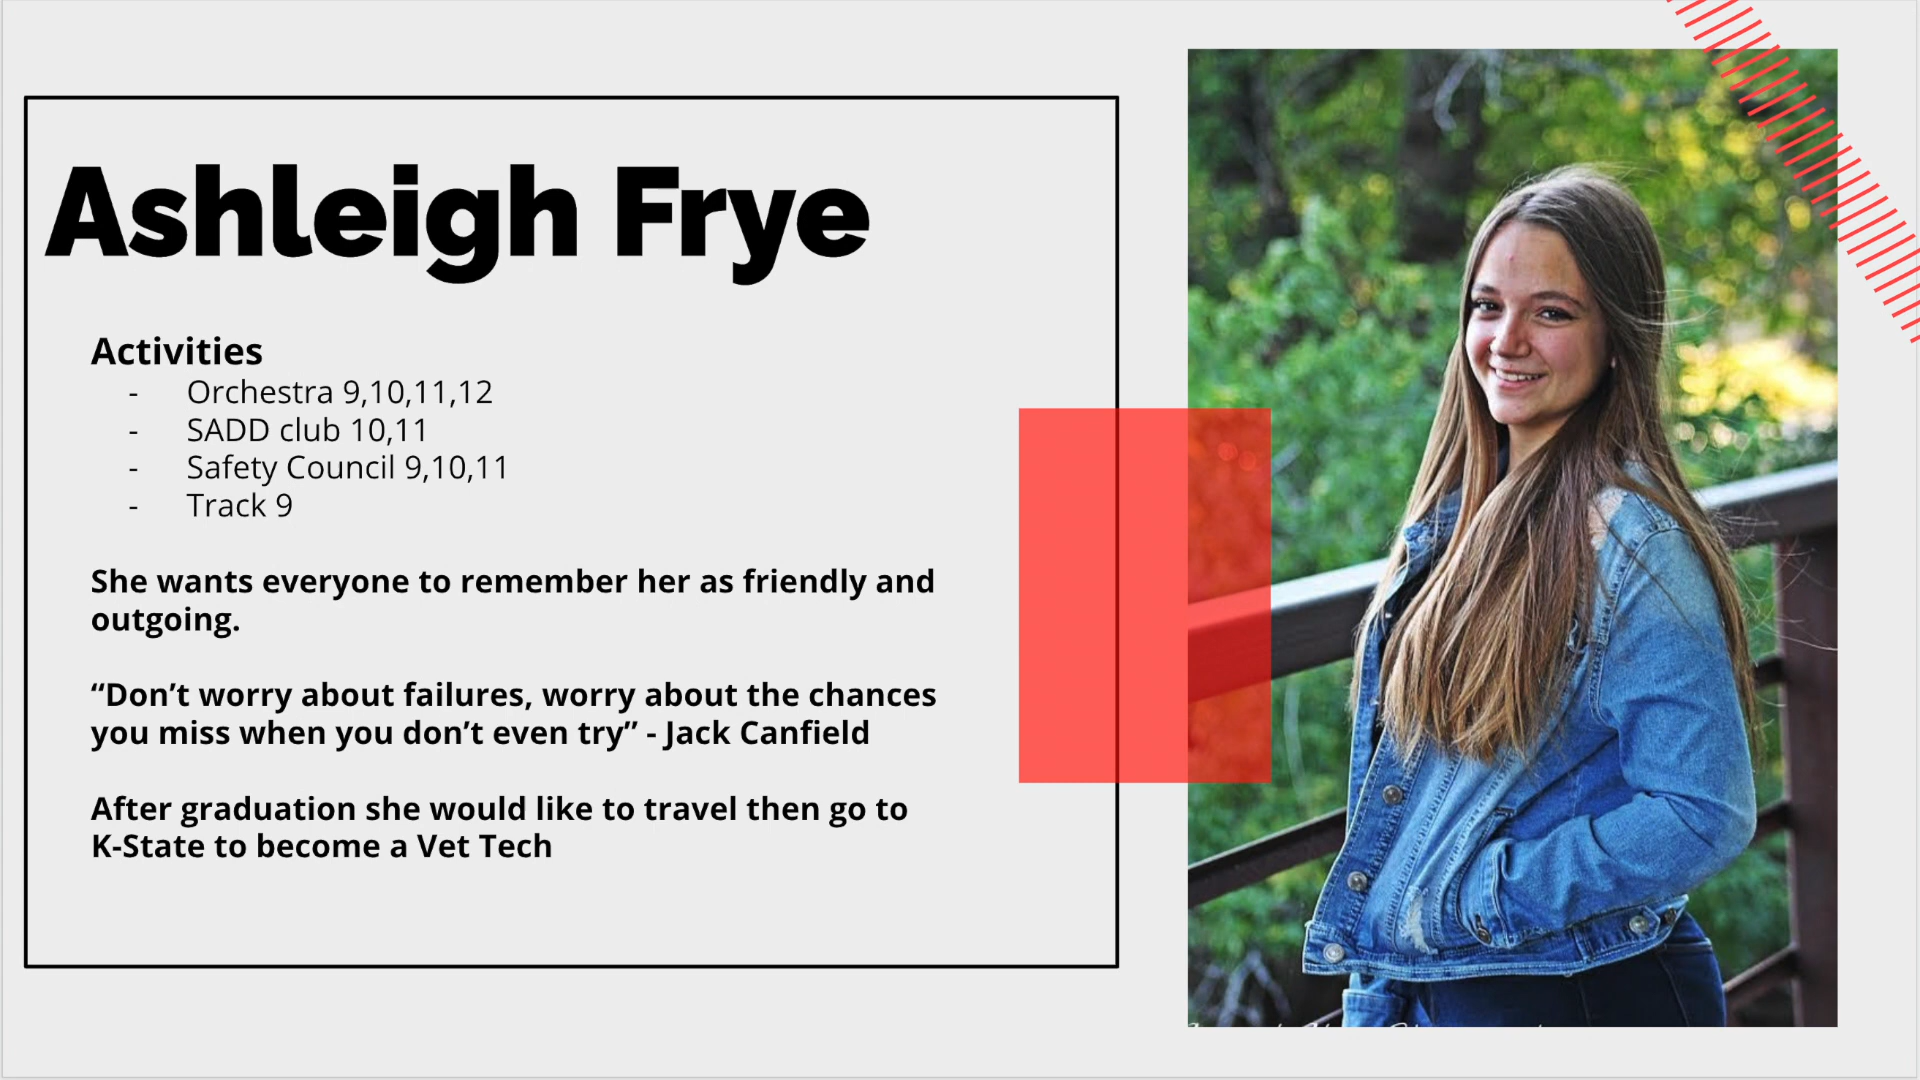 Ashleigh Frye
Activities
- Orchestra 9,10,11,12
- SADD club 10,11
- Safety Council 9,10,11
- Track 9
She wants everyone to remember her as friendly and
outgoing.
“Don’t worry about failures, worry about the chances
you miss when you don’t even try” - Jack Canfield
After graduation she would like to travel then go to
K-State to become a Vet Tech